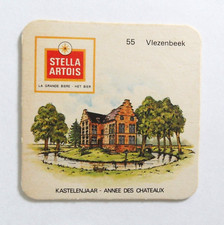 55 Vlezenbeek
STELLA
ARTOIS
LA GRANDE BIERE - HET BIER
KASTELENJAAR - ANNEE DES CHATEAUX